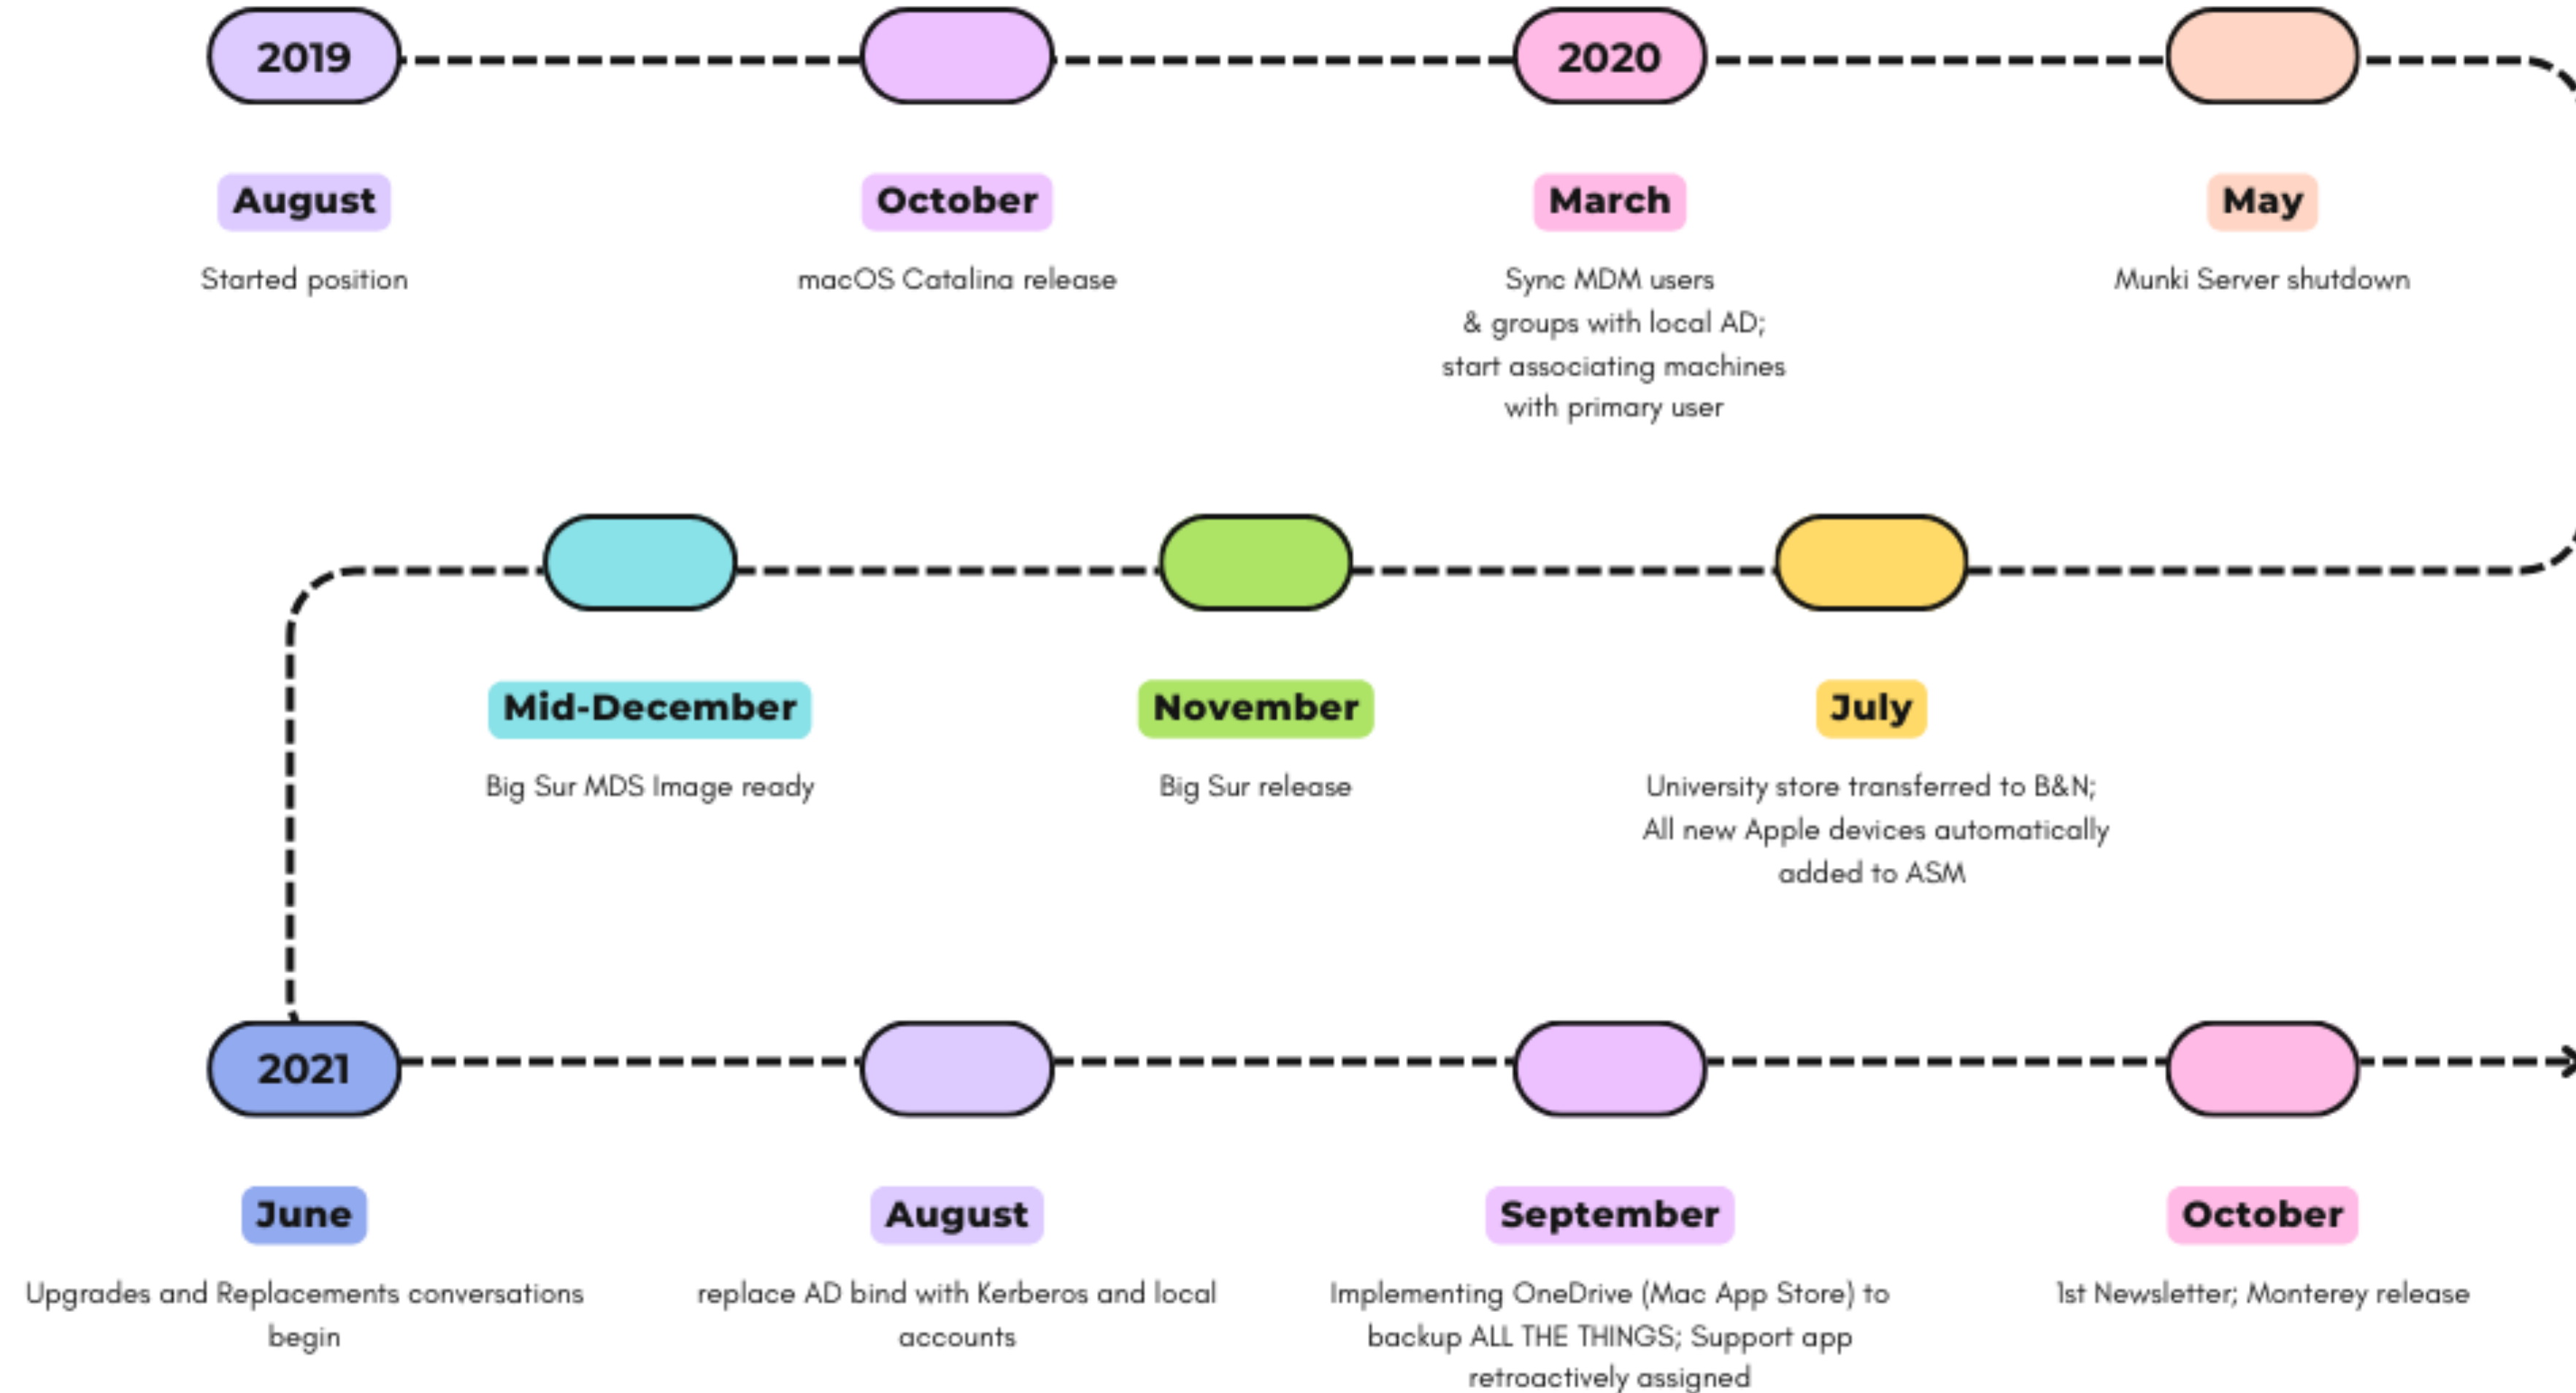 2019
2020
August
October
March
May
Started position
macOS Catalina release
Sync MDM users
& groups with local AD;
start associating machines
with primary user
Munki Server shutdown
Mid-December
November
July
Big Sur MDS Image ready
Big Sur release
University store transferred to B&N;
All new Apple devices automatically
added to ASM
2021
June
August
September
October
Upgrades and Replacements conversations
begin
replace AD bind with Kerberos and local
accounts
Implementing OneDrive (Mac App Store) to
backup ALL THE THINGS; Support app
retroactively assigned
1st Newsletter; Monterey release